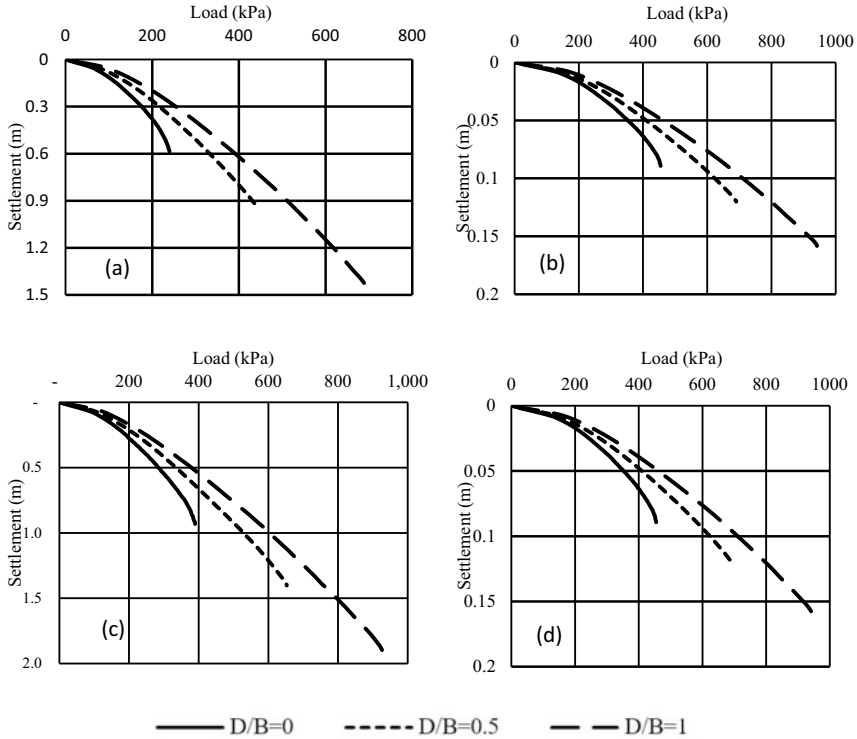 Load (kPa)
0 200 400 600 800
0
0.3
0.6
0.9
1.2
1.5
Settlement (m)
(a)
Load (kPa)
0 200 400 600 800 1000
0
0.05
0.1
0.15
0.2
Settlement (m)
(b)
Load (kPa)
- 200 400 600 800 1,000
-
0.5
1.0
1.5
2.0
Settlement (m)
(c)
Load (kPa)
0 200 400 600 800 1000
0
0.05
0.1
0.15
0.2
Settlement (m)
(d)
D/B=0 D/B=0.5 D/B=1